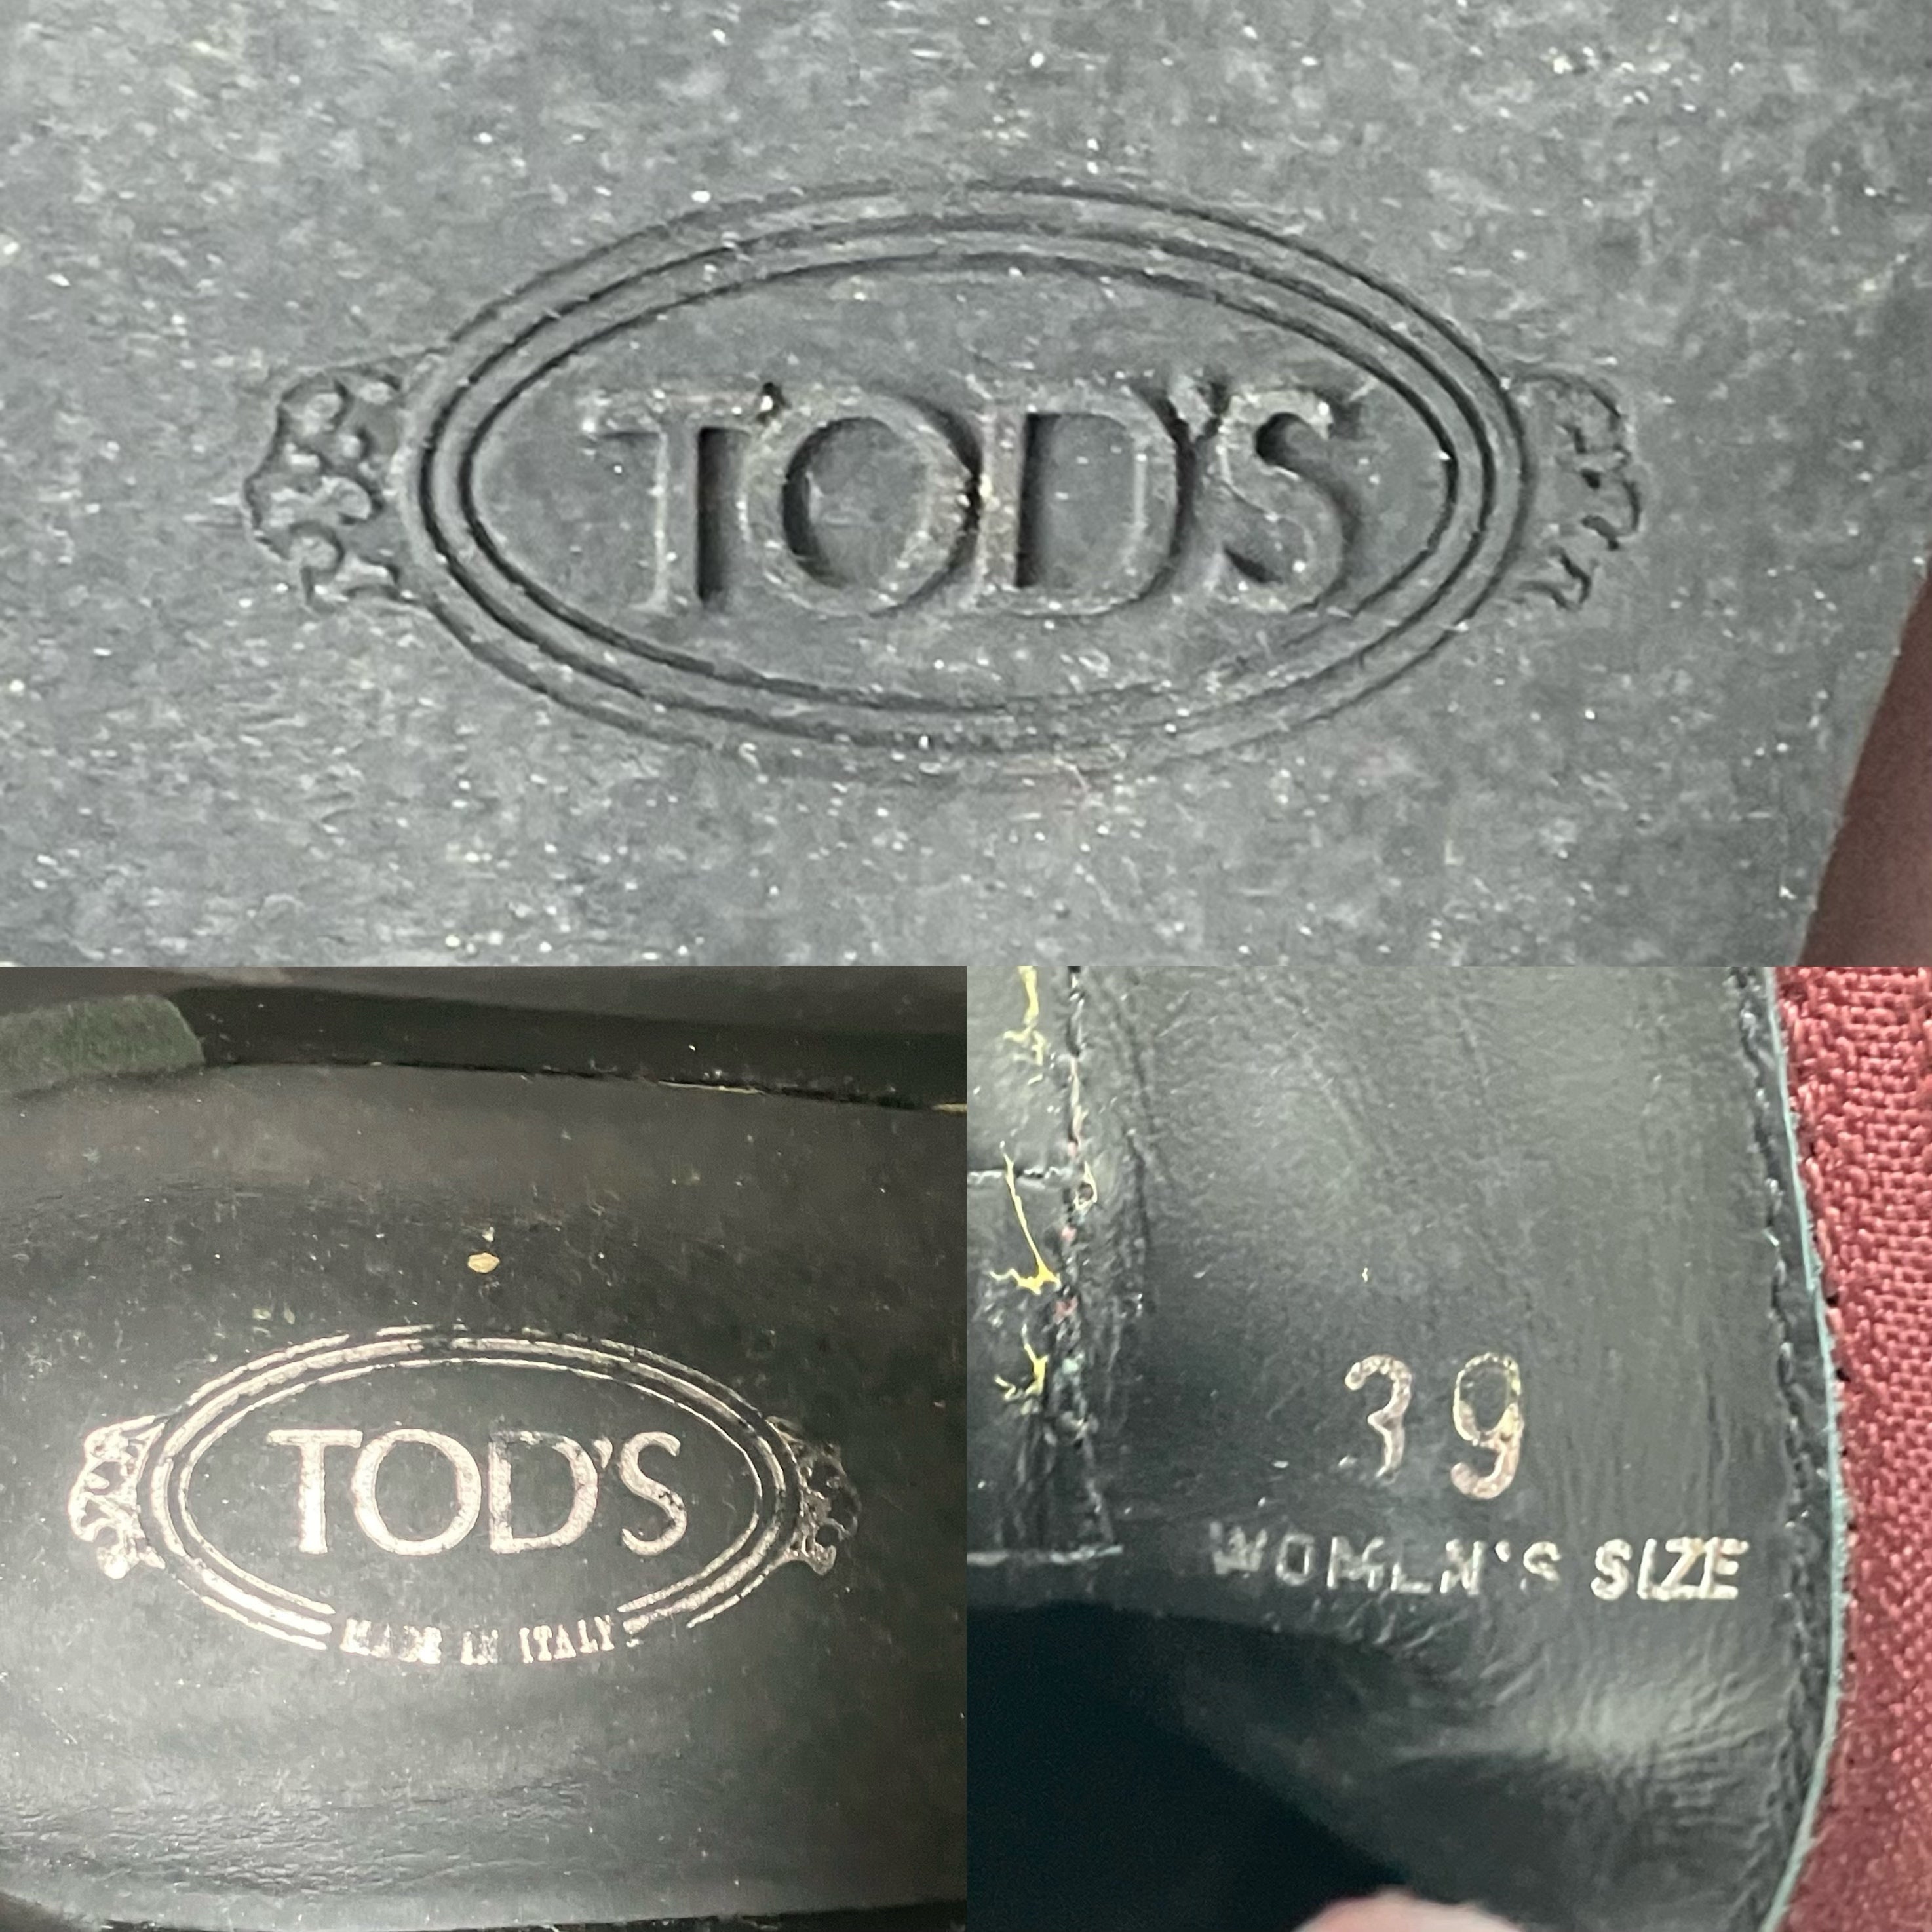 TOD'S
TOD'S
MADE IN ITALY
39
WOMEN'S SIZE